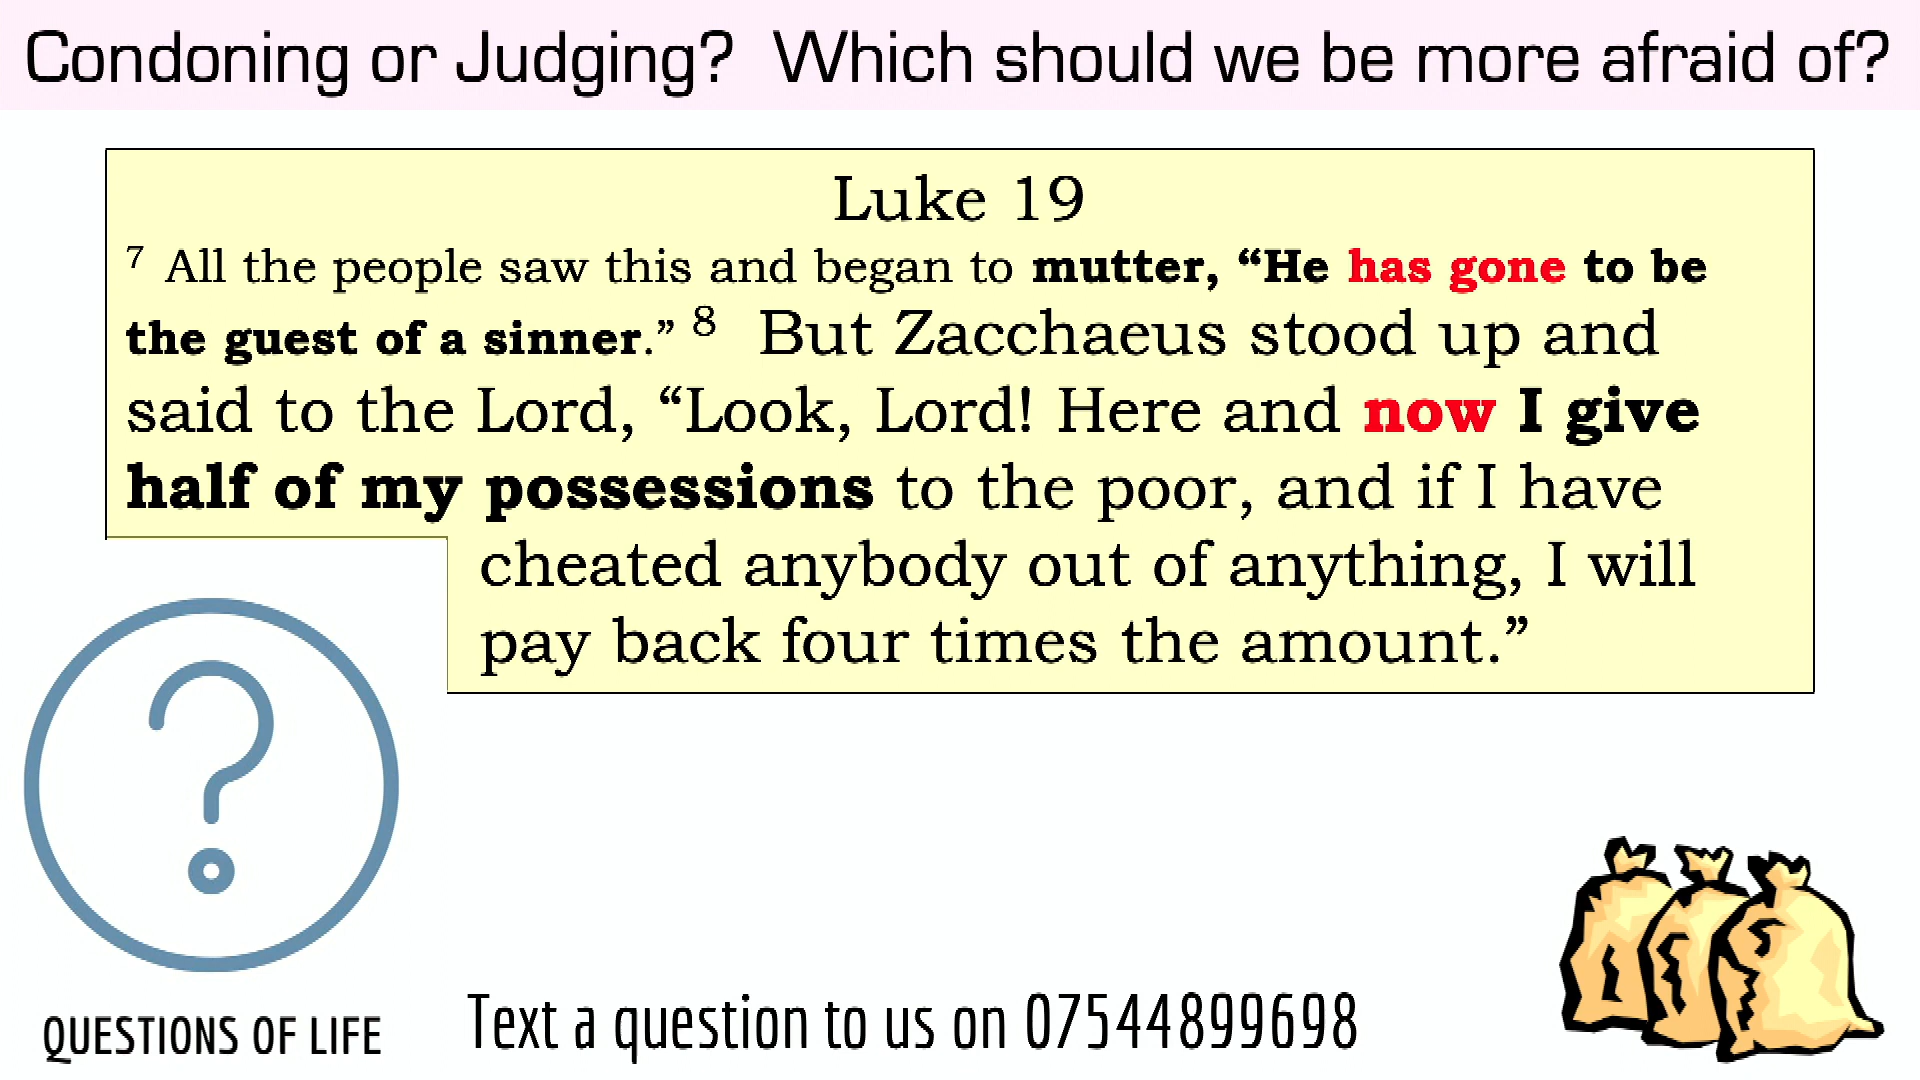 Condoning or Judging?  Which should we be more afraid of?
Luke 19
7 All the people saw this and began to mutter, “He has gone to be
the guest of a sinner.” 8  But Zacchaeus stood up and
said to the Lord, “Look, Lord! Here and now I give
half of my possessions to the poor, and if I have
cheated anybody out of anything, I will
pay back four times the amount.”
QUESTIONS OF LIFE
Text a question to us on 07544899698